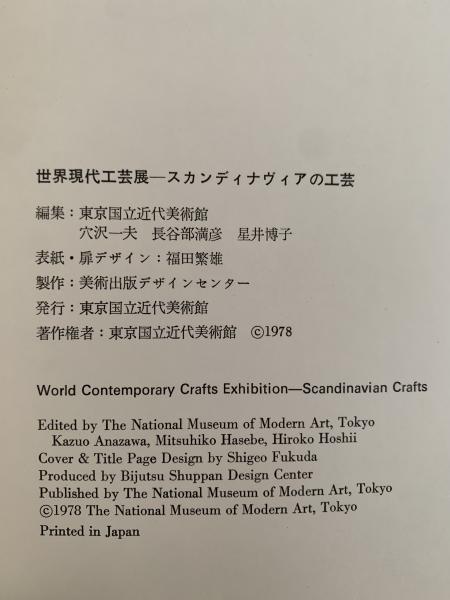 世界現代工芸展―スカンディナヴィアの工芸
編集：東京国立近代美術館
穴沢一夫　長谷部満彦　星井博子
表紙・扉デザイン：福田繁雄
製作：美術出版デザインセンター
発行：東京国立近代美術館
著作権者：東京国立近代美術館　©1978
World Contemporary Crafts Exhibition—Scandinavian Crafts
Edited by The National Museum of Modern Art, Tokyo
Kazuo Anazawa, Mitsuhiko Hasebe, Hiroko Hoshii
Cover & Title Page Design by Shigeo Fukuda
Produced by Bijutsu Shuppan Design Center
Published by The National Museum of Modern Art, Tokyo
©1978 The National Museum of Modern Art, Tokyo
Printed in Japan